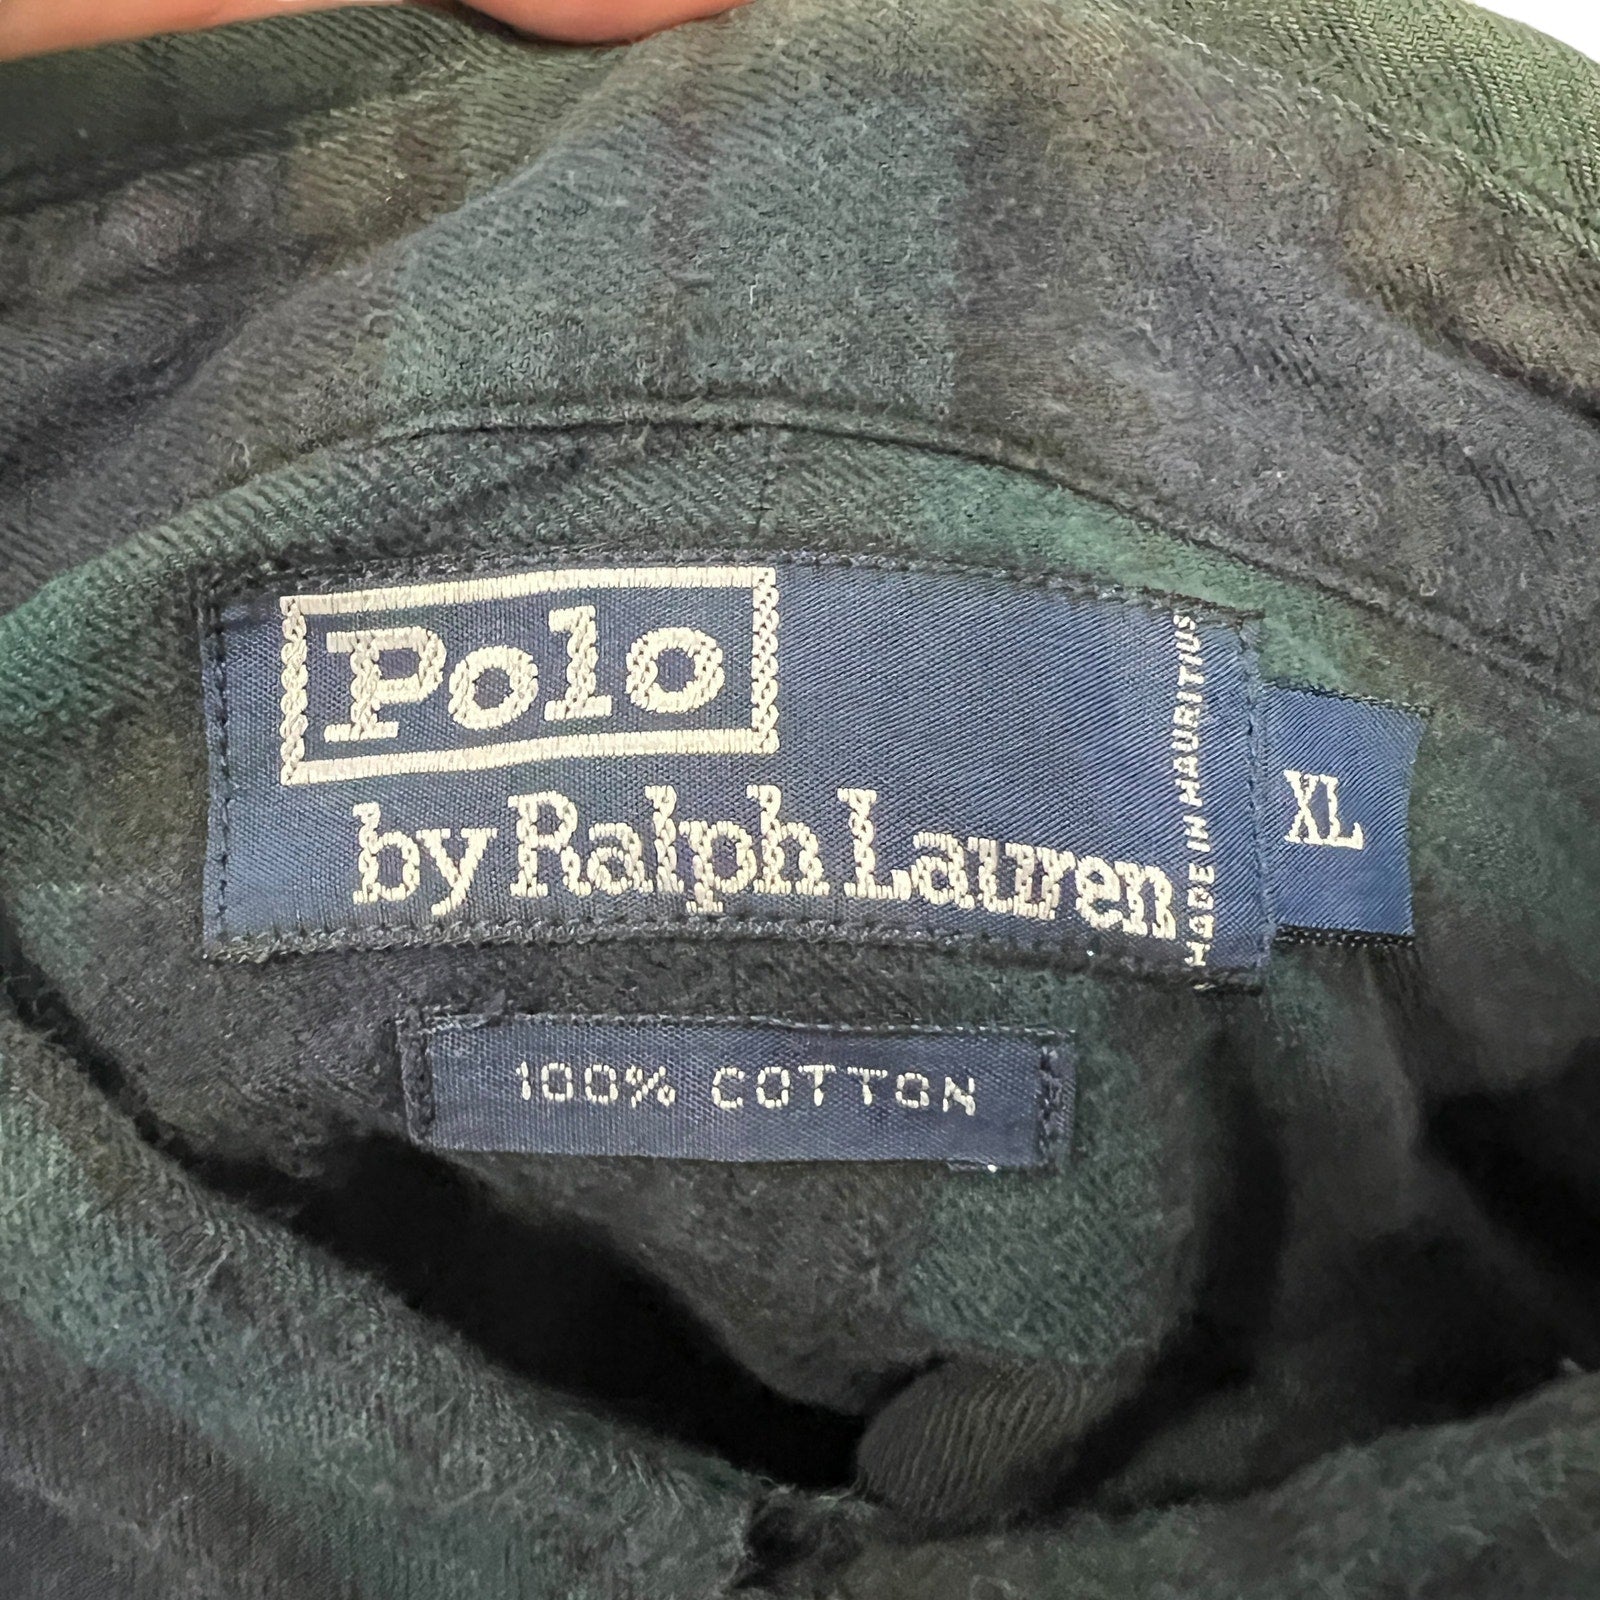 Polo
by Ralph Lauren
MADE IN MAURITIUS
XL
100% COTTON